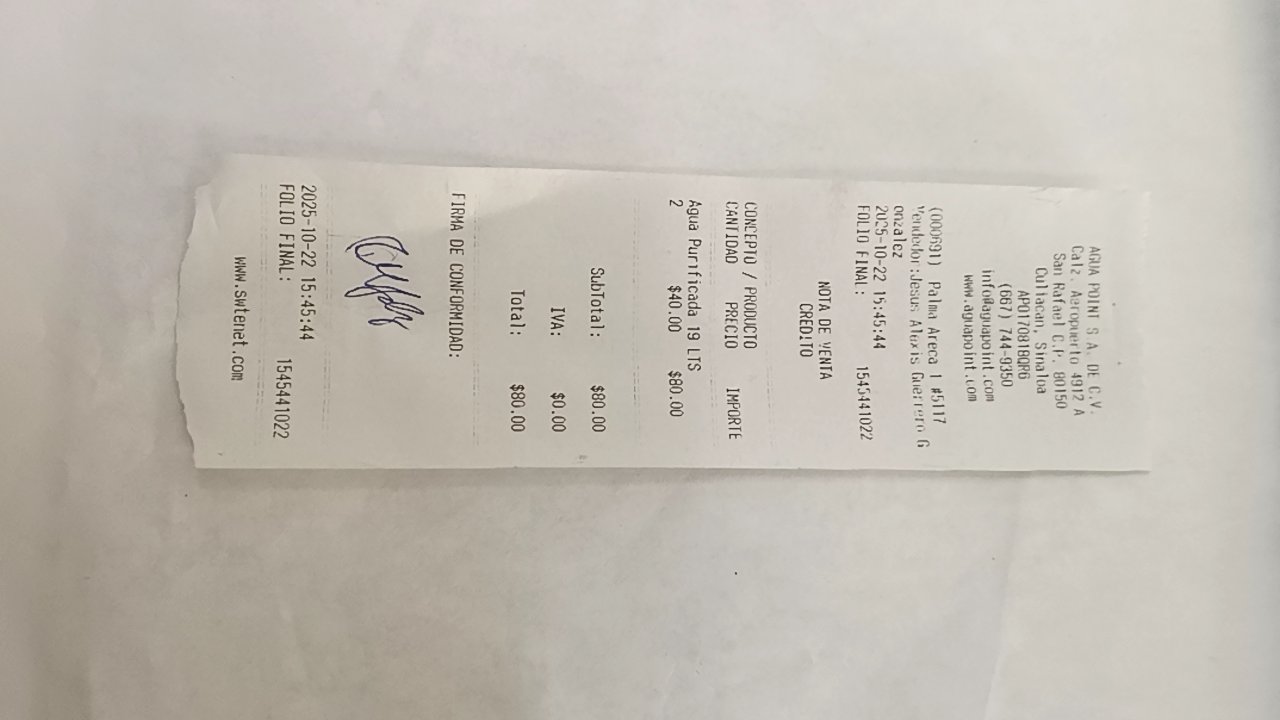 AGUA POINT S.A. DE C.V.
Calz. Aeropuerto 4912 A
San Rafael C.P. 80150
Culiacan, Sinaloa
APO170818QR6
(667) 744-9350
info@aguapoint.com
www.aguapoint.com
(000691) Palma Areca 1 #5117
Vendedor:Jesus Alexis Guerrero G
onzalez
2025-10-22 15:45:44
FOLIO FINAL: 1545441022
NOTA DE VENTA
CREDITO
CONCEPTO / PRODUCTO
CANTIDAD PRECIO IMPORTE
Agua Purificada 19 LTS
2 $40.00 $80.00
SubTotal: $80.00
IVA: $0.00
Total: $80.00
FIRMA DE CONFORMIDAD:
2025-10-22 15:45:44
FOLIO FINAL: 1545441022
www.swtenet.com